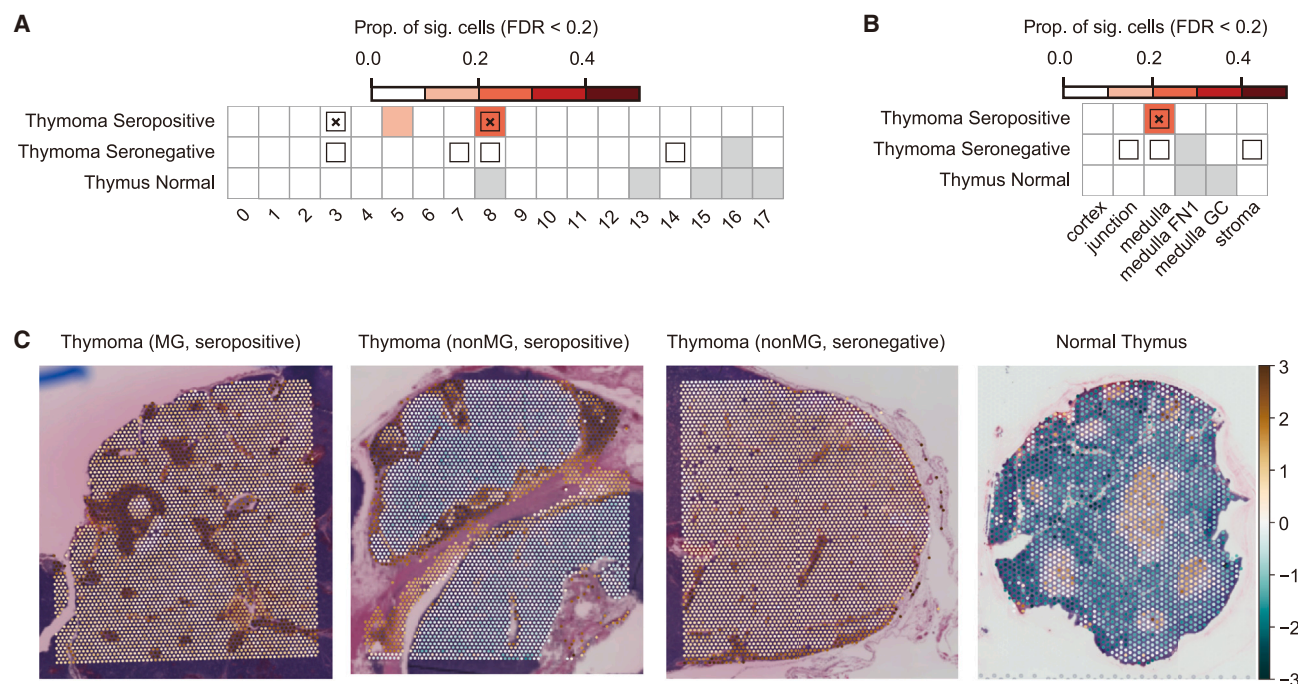 A
Prop. of sig. cells (FDR < 0.2)
0.0 0.2 0.4
Thymoma Seropositive
Thymoma Seronegative
Thymus Normal
0 1 2 3 4 5 6 7 8 9 10 11 12 13 14 15 16 17
B
Prop. of sig. cells (FDR < 0.2)
0.0 0.2 0.4
Thymoma Seropositive
Thymoma Seronegative
Thymus Normal
cortex
junction
medulla
medulla FN1
medulla GC
stroma
C
Thymoma (MG, seropositive)
Thymoma (nonMG, seropositive)
Thymoma (nonMG, seronegative)
Normal Thymus
3
2
1
0
−1
−2
−3